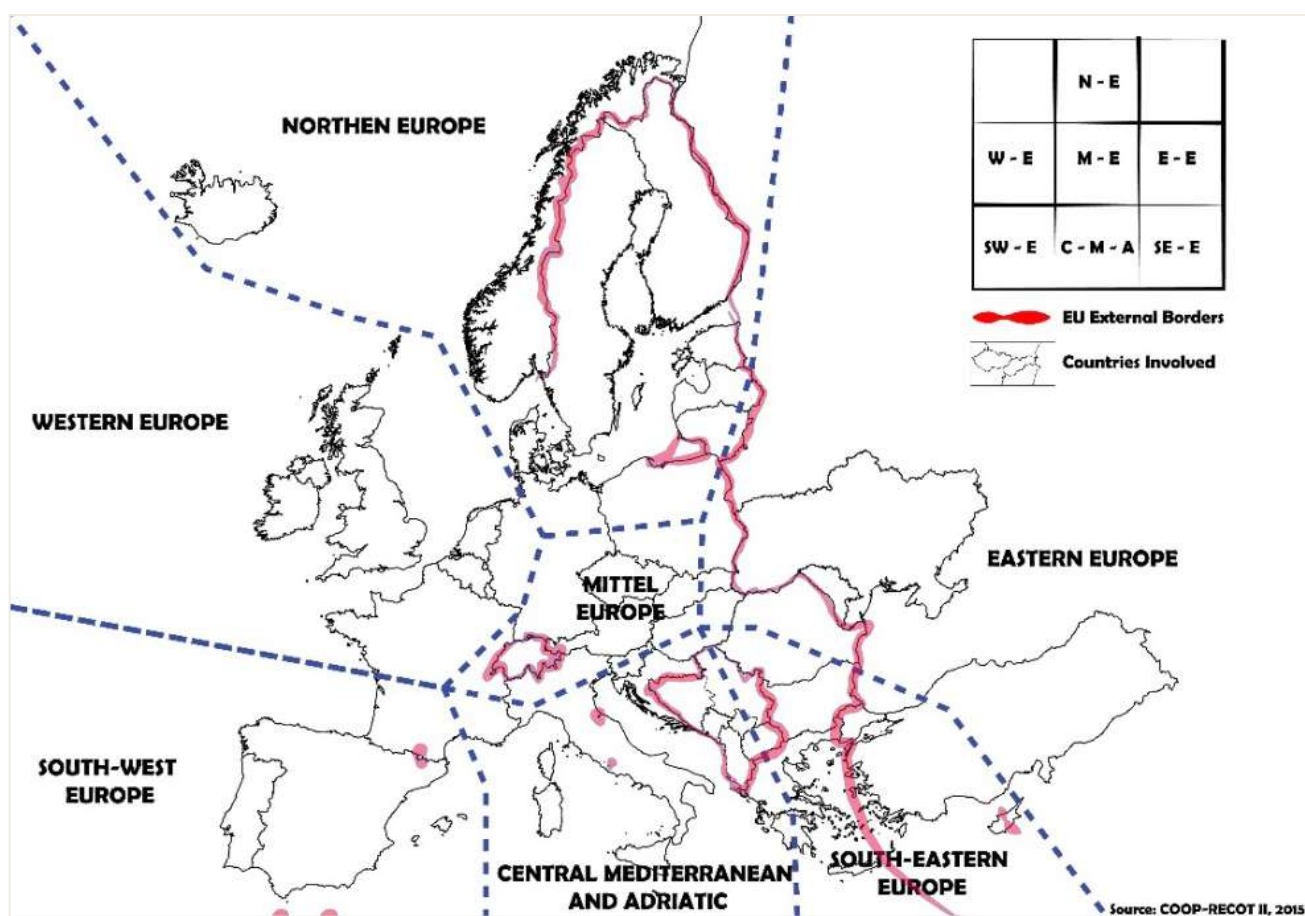 N - E
W - E
M - E
E - E
SW - E
C - M - A
SE - E
EU External Borders
Countries Involved
NORTHEN EUROPE
WESTERN EUROPE
EASTERN EUROPE
MITTEL
EUROPE
SOUTH-WEST
EUROPE
CENTRAL MEDITERRANEAN
AND ADRIATIC
SOUTH-EASTERN
EUROPE
Source: COOP-RECOT II, 2015